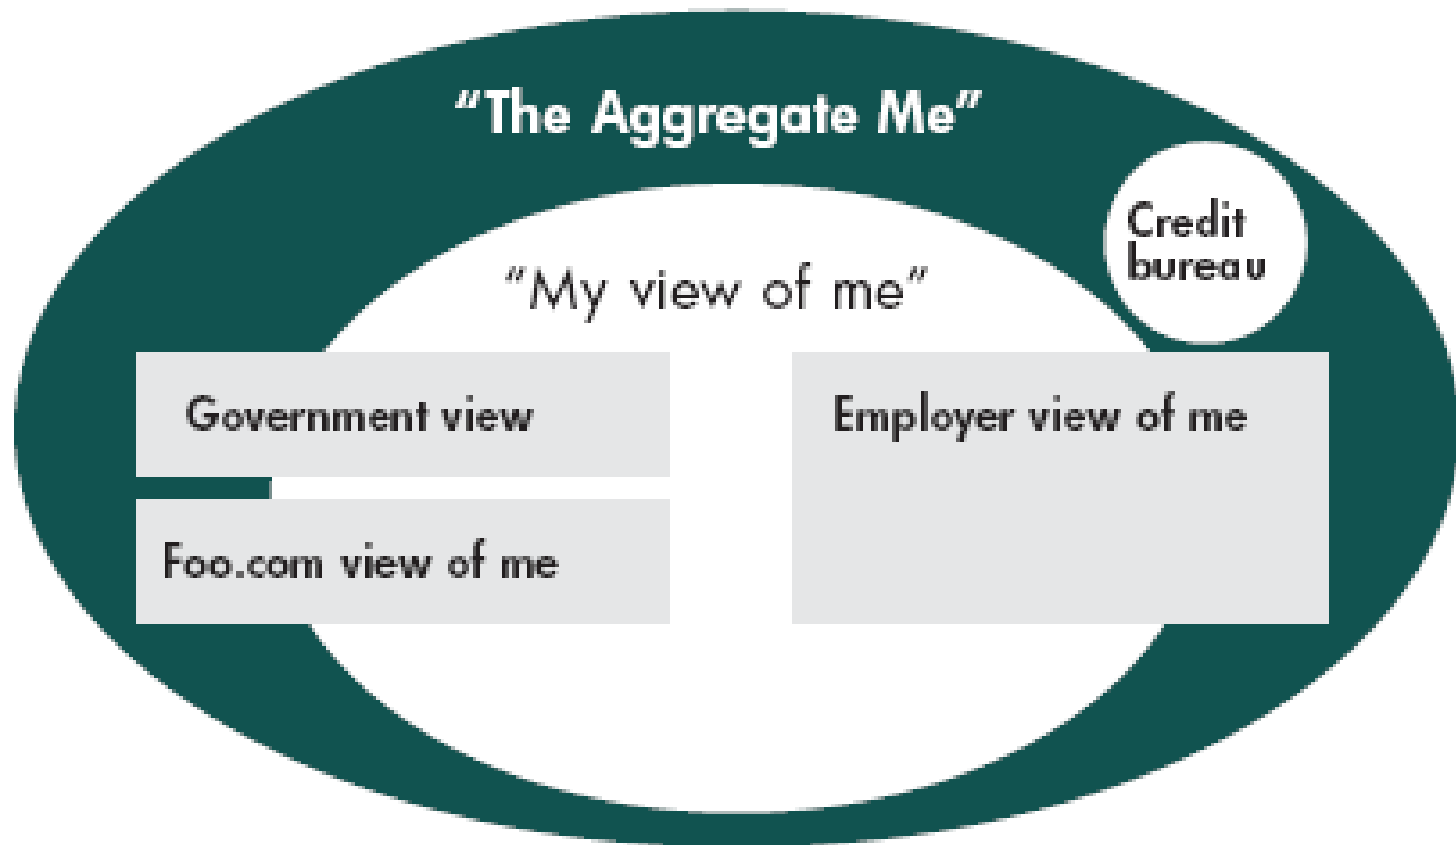 “The Aggregate Me”
Credit
bureau
“My view of me”
Government view
Employer view of me
Foo.com view of me